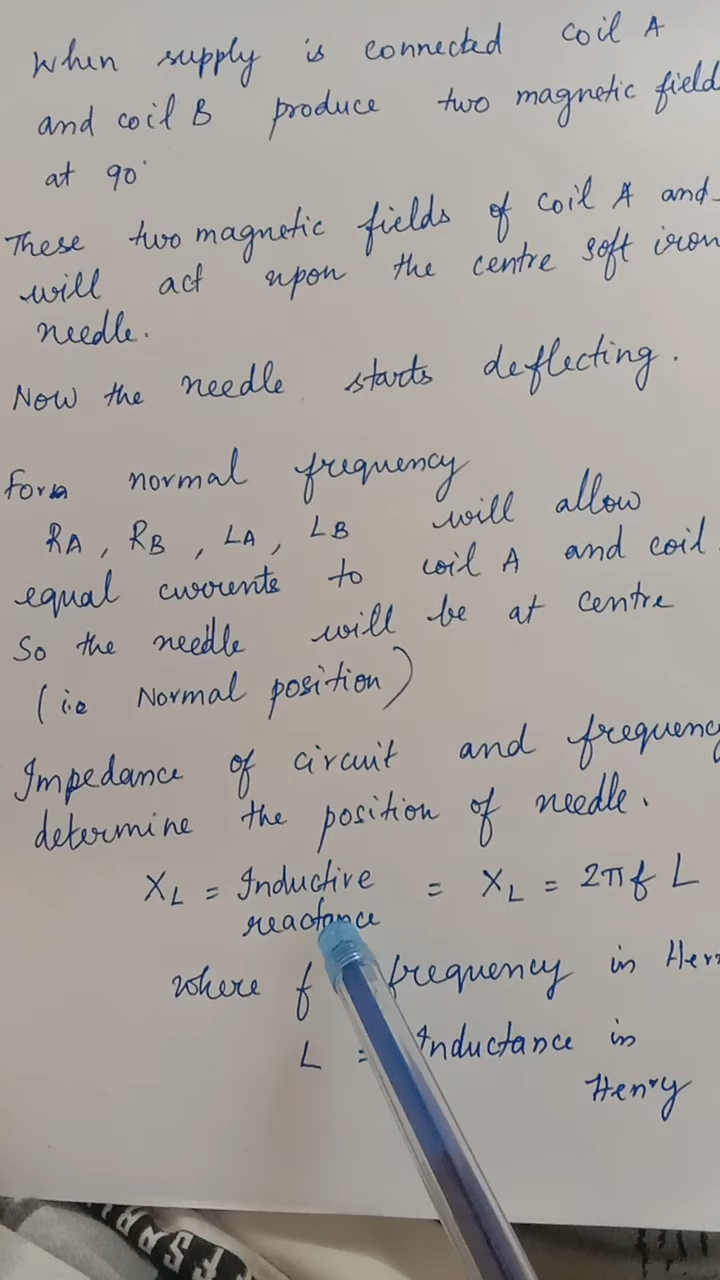 When supply is connected coil A
and coil B produce two magnetic field
at 90°
These two magnetic fields of coil A and
will act upon the centre soft iron
needle.
Now the needle starts deflecting.
For normal frequency
RA, RB, LA, LB will allow
equal currents to coil A and coil
So the needle will be at centre
(ie Normal position)
Impedance of circuit and frequency
determine the position of needle.
XL = Inductive reactance = XL = 2πf L
where f frequency in Her
L = Inductance in
Henry